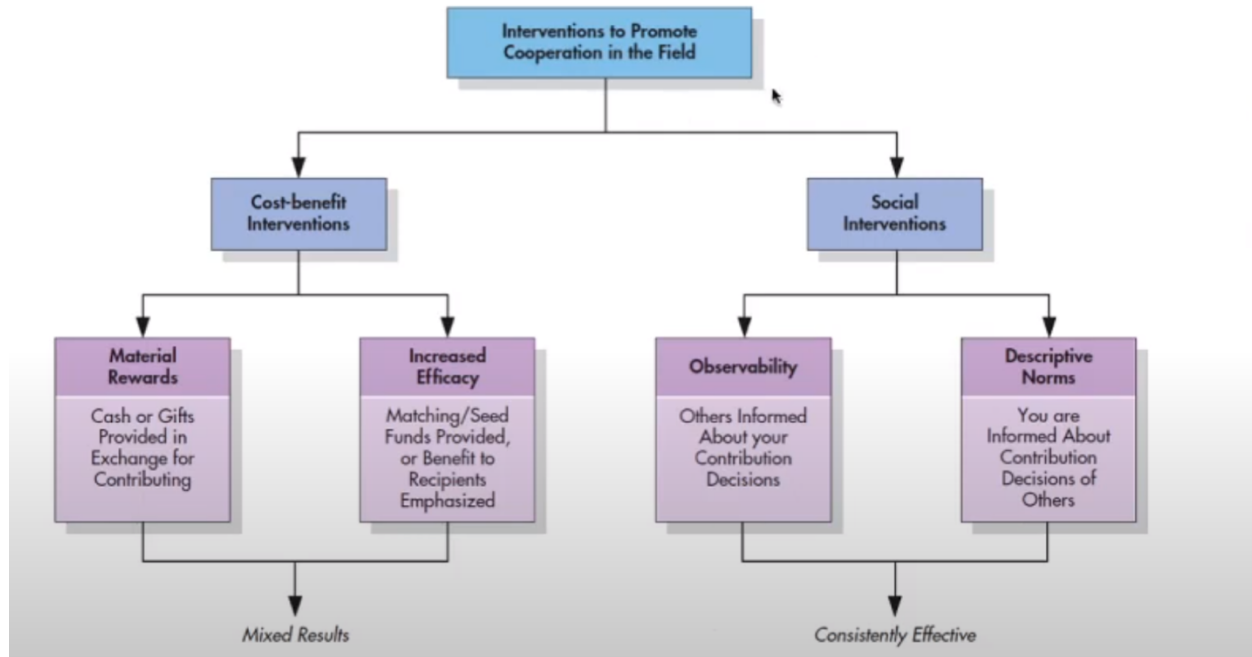 Interventions to Promote
Cooperation in the Field
Cost-benefit
Interventions
Social
Interventions
Material
Rewards
Cash or Gifts
Provided in
Exchange for
Contributing
Increased
Efficacy
Matching/Seed
Funds Provided,
or Benefit to
Recipients
Emphasized
Observability
Others Informed
About your
Contribution
Decisions
Descriptive
Norms
You are
Informed About
Contribution
Decisions of
Others
Mixed Results
Consistently Effective